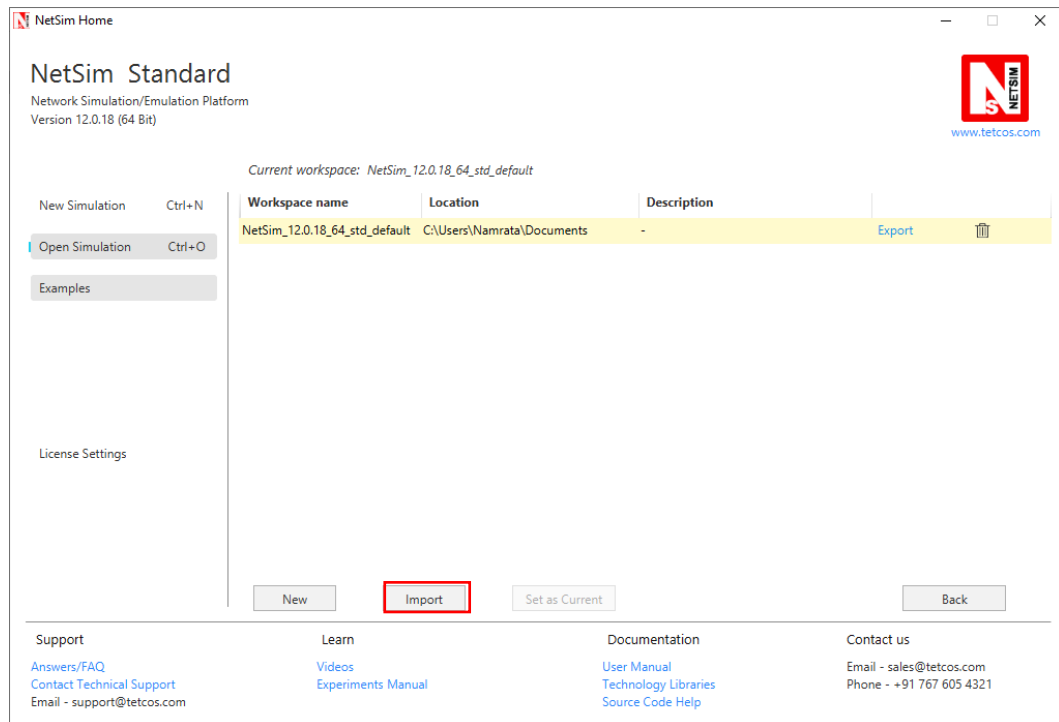 NetSim Home
NetSim Standard
Network Simulation/Emulation Platform
Version 12.0.18 (64 Bit)
NS NETSIM
www.tetcos.com
Current workspace: NetSim_12.0.18_64_std_default
New Simulation Ctrl+N
Open Simulation Ctrl+O
Examples
License Settings
Workspace name Location Description
NetSim_12.0.18_64_std_default C:\Users\Namrata\Documents - Export
New Import Set as Current Back
Support Learn Documentation Contact us
Answers/FAQ Videos User Manual Email - sales@tetcos.com
Contact Technical Support Experiments Manual Technology Libraries Phone - +91 767 605 4321
Email - support@tetcos.com Source Code Help